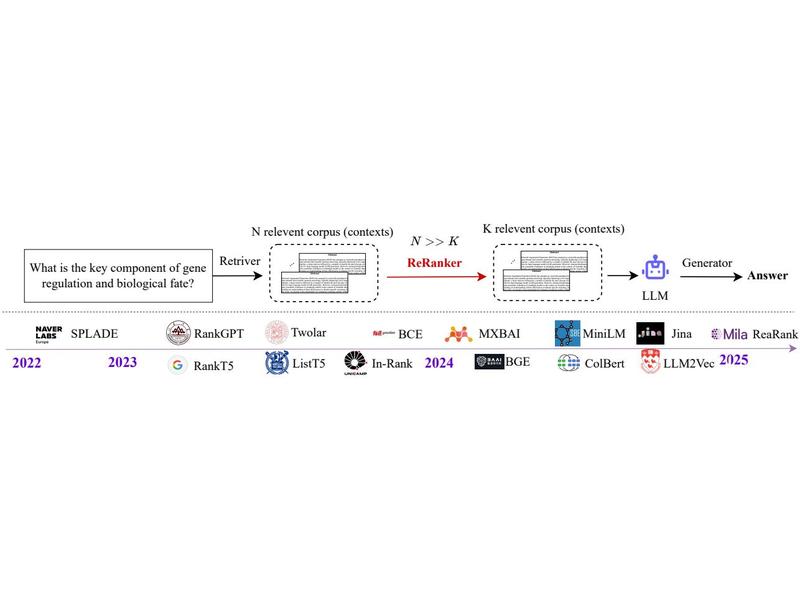 N relevent corpus (contexts)
N >> K
K relevent corpus (contexts)
What is the key component of gene
regulation and biological fate?
Retriver
ReRanker
LLM
Generator
Answer
NAVER
LABS
Europe
SPLADE
RankGPT
Twolar
BCE
MXBAI
MiniLM
Jina
Mila
ReaRank
2022
2023
G
RankT5
ListT5
UNICAMP
In-Rank
2024
BAAI
BGE
ColBert
LLM2Vec
2025